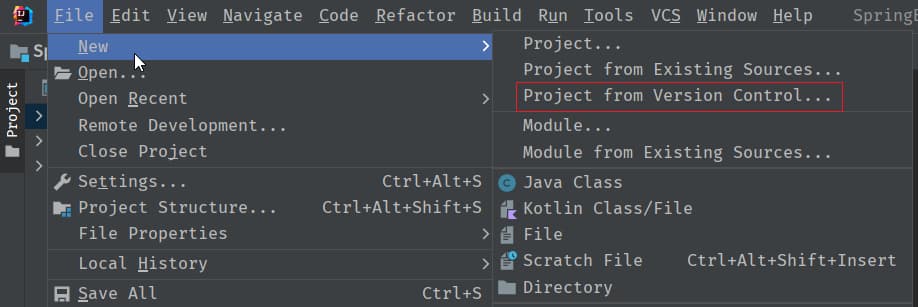 File Edit View Navigate Code Refactor Build Run Tools VCS Window Help
New
Open...
Open Recent
Remote Development...
Close Project
Settings... Ctrl+Alt+S
Project Structure... Ctrl+Alt+Shift+S
File Properties
Local History
Save All Ctrl+S
Project...
Project from Existing Sources...
Project from Version Control...
Module...
Module from Existing Sources...
Java Class
Kotlin Class/File
File
Scratch File Ctrl+Alt+Shift+Insert
Directory
Project